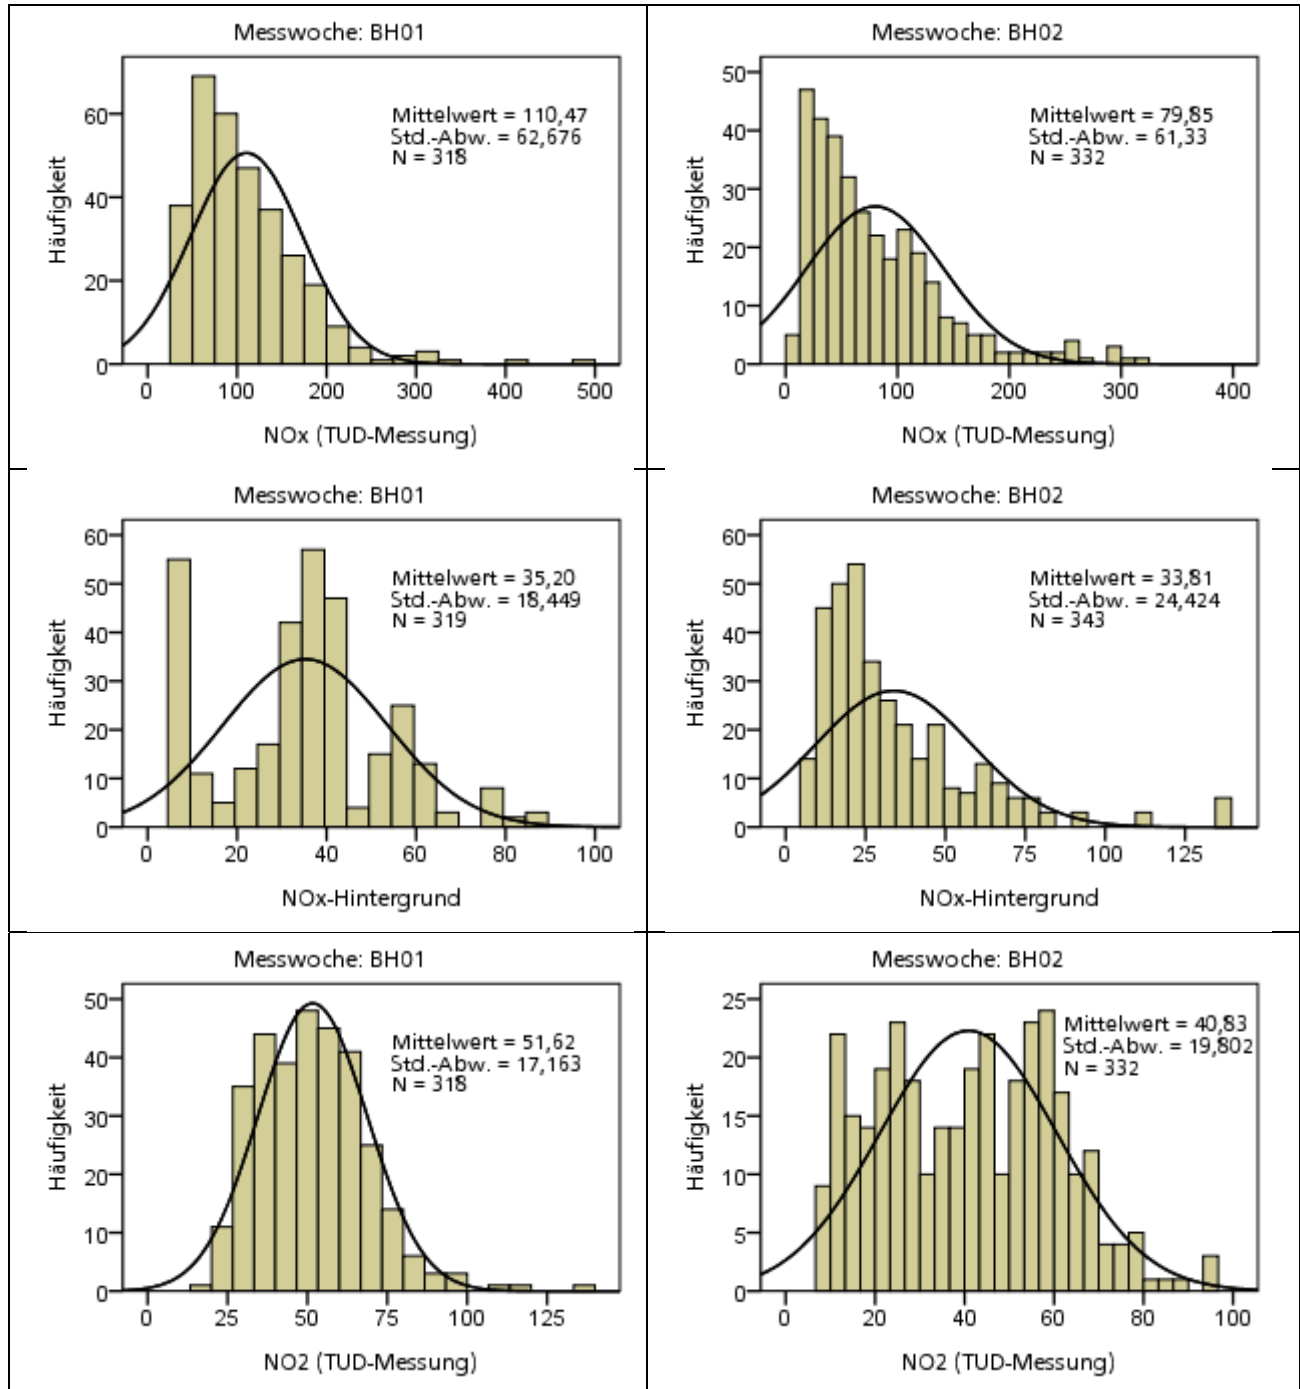 Messwoche: BH01
Mittelwert = 110,47
Std.-Abw. = 62,676
N = 318
Häufigkeit
60
40
20
0
0 100 200 300 400 500
NOx (TUD-Messung)
Messwoche: BH02
Mittelwert = 79,85
Std.-Abw. = 61,33
N = 332
Häufigkeit
50
40
30
20
10
0
0 100 200 300 400
NOx (TUD-Messung)
Messwoche: BH01
Mittelwert = 35,20
Std.-Abw. = 18,449
N = 319
Häufigkeit
60
50
40
30
20
10
0
0 20 40 60 80 100
NOx-Hintergrund
Messwoche: BH02
Mittelwert = 33,81
Std.-Abw. = 24,424
N = 343
Häufigkeit
60
50
40
30
20
10
0
0 25 50 75 100 125
NOx-Hintergrund
Messwoche: BH01
Mittelwert = 51,62
Std.-Abw. = 17,163
N = 318
Häufigkeit
50
40
30
20
10
0
0 25 50 75 100 125
NO2 (TUD-Messung)
Messwoche: BH02
Mittelwert = 40,83
Std.-Abw. = 19,802
N = 332
Häufigkeit
25
20
15
10
5
0
0 20 40 60 80 100
NO2 (TUD-Messung)